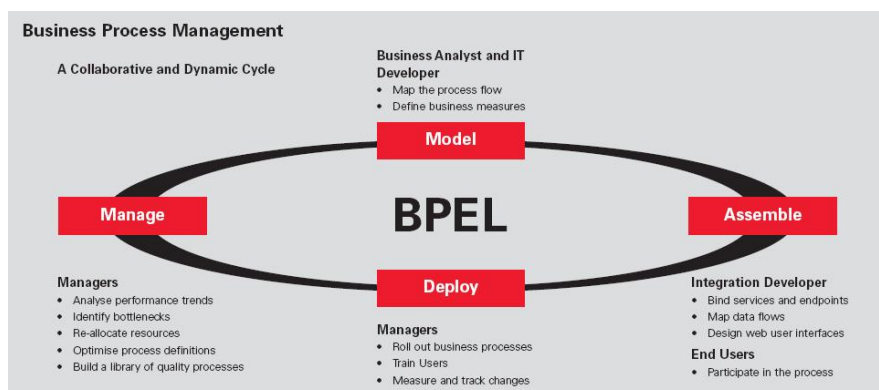 Business Process Management
A Collaborative and Dynamic Cycle
Business Analyst and IT
Developer
• Map the process flow
• Define business measures
Model
Manage
BPEL
Assemble
Deploy
Managers
• Analyse performance trends
• Identify bottlenecks
• Re-allocate resources
• Optimise process definitions
• Build a library of quality processes
Managers
• Roll out business processes
• Train Users
• Measure and track changes
Integration Developer
• Bind services and endpoints
• Map data flows
• Design web user interfaces
End Users
• Participate in the process